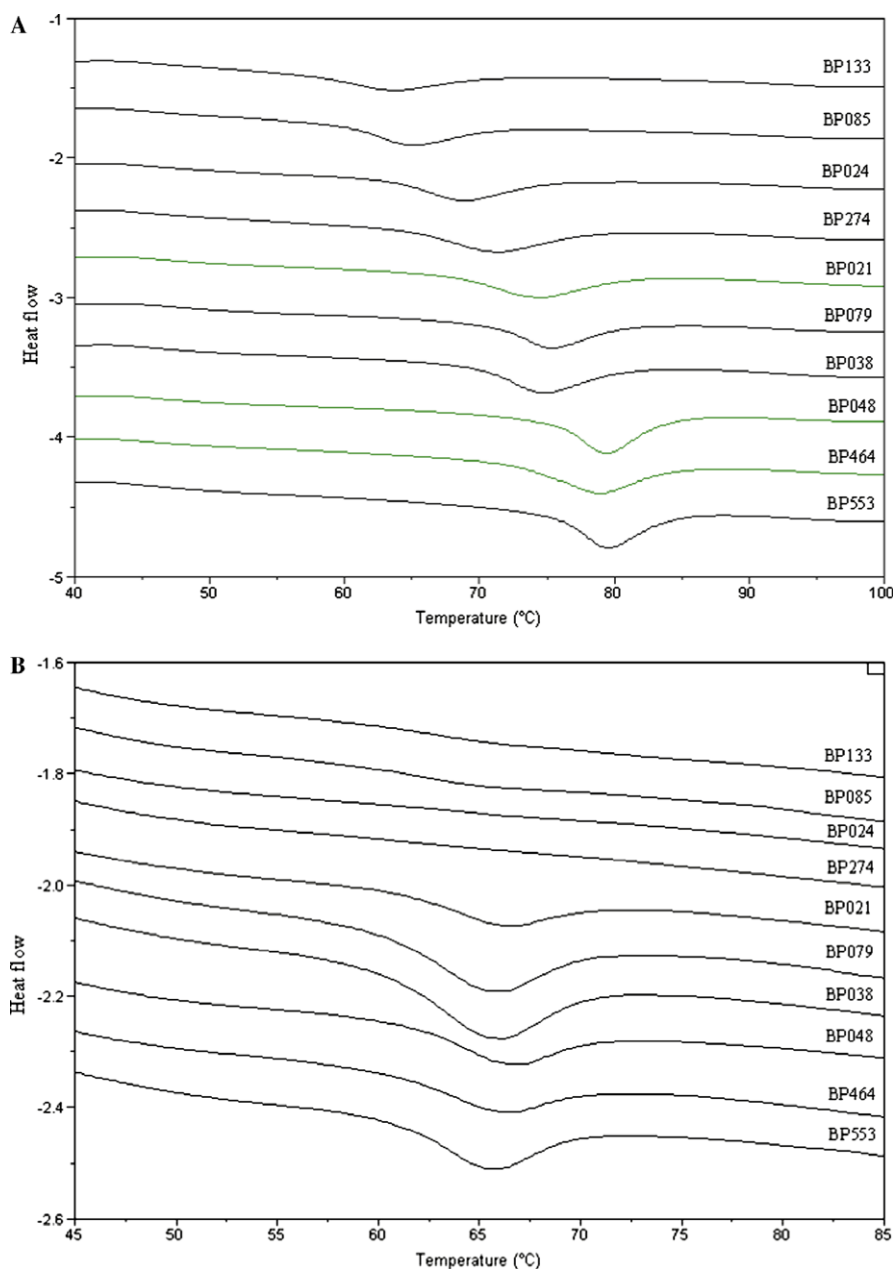 A
-1
BP133
BP085
-2
BP024
BP274
BP021
-3
BP079
BP038
BP048
-4
BP464
BP553
-5
Heat flow
40 50 60 70 80 90 100
Temperature (°C)
B
-1.6
BP133
-1.8
BP085
BP024
BP274
-2.0
BP021
BP079
-2.2
BP038
BP048
BP464
-2.4
BP553
-2.6
Heat flow
45 50 55 60 65 70 75 80 85
Temperature (°C)